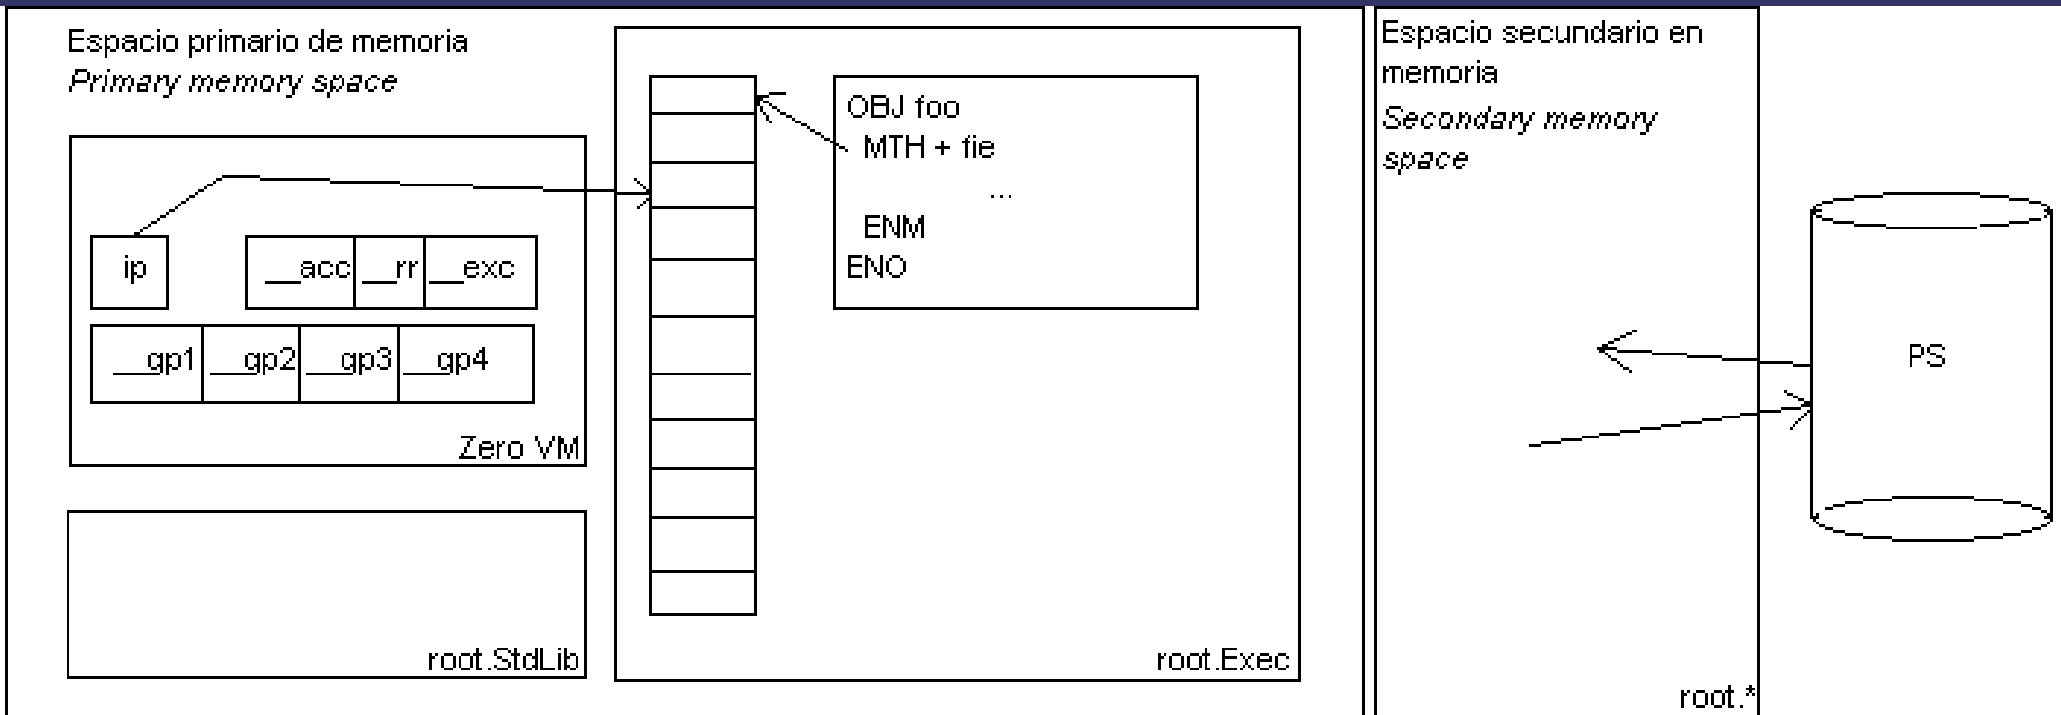 Espacio primario de memoria
Primary memory space
ip
__acc
__rr
__exc
__gp1
__gp2
__gp3
__gp4
Zero VM
root.StdLib
OBJ foo
MTH + fie
...
ENM
ENO
root.Exec
Espacio secundario en
memoria
Secondary memory
space
root.*
PS